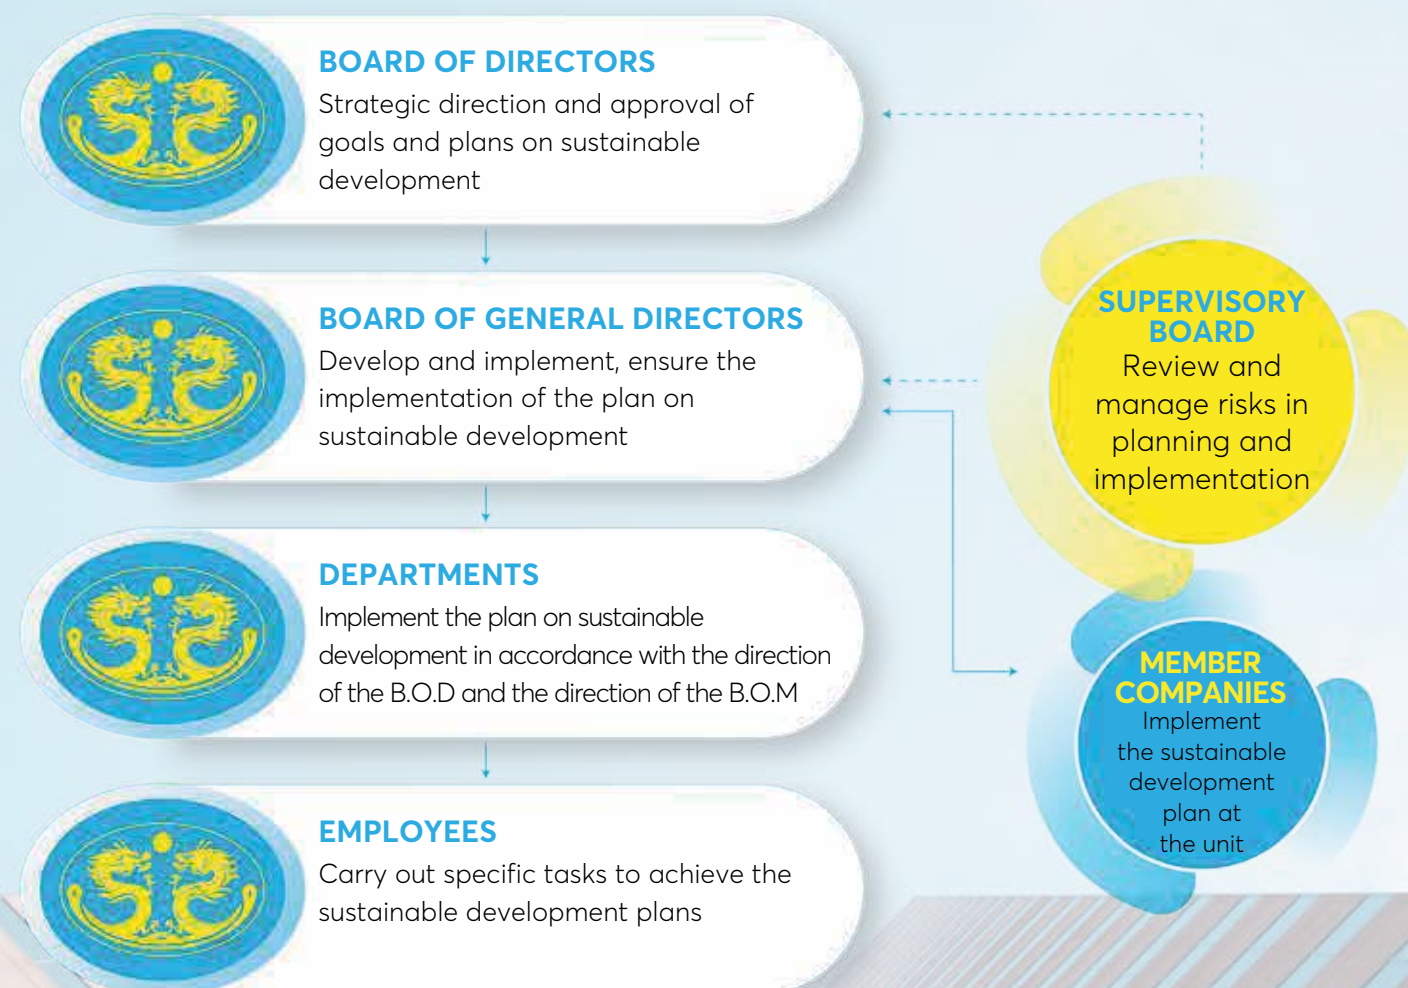 BOARD OF DIRECTORS
Strategic direction and approval of
goals and plans on sustainable
development
BOARD OF GENERAL DIRECTORS
Develop and implement, ensure the
implementation of the plan on
sustainable development
DEPARTMENTS
Implement the plan on sustainable
development in accordance with the direction
of the B.O.D and the direction of the B.O.M
EMPLOYEES
Carry out specific tasks to achieve the
sustainable development plans
SUPERVISORY
BOARD
Review and
manage risks in
planning and
implementation
MEMBER
COMPANIES
Implement
the sustainable
development
plan at
the unit